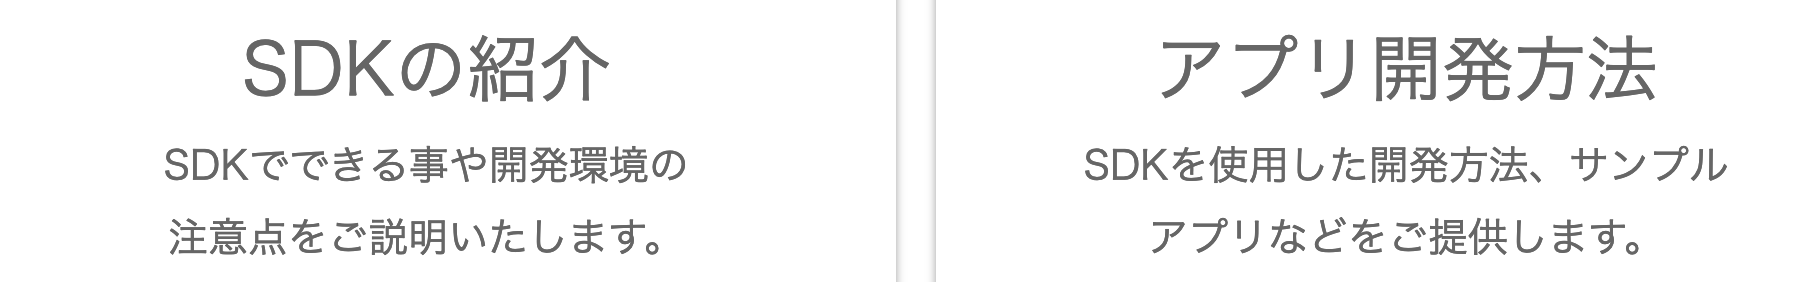 SDKの紹介
SDKでできる事や開発環境の
注意点をご説明いたします。
アプリ開発方法
SDKを使用した開発方法、サンプル
アプリなどをご提供します。